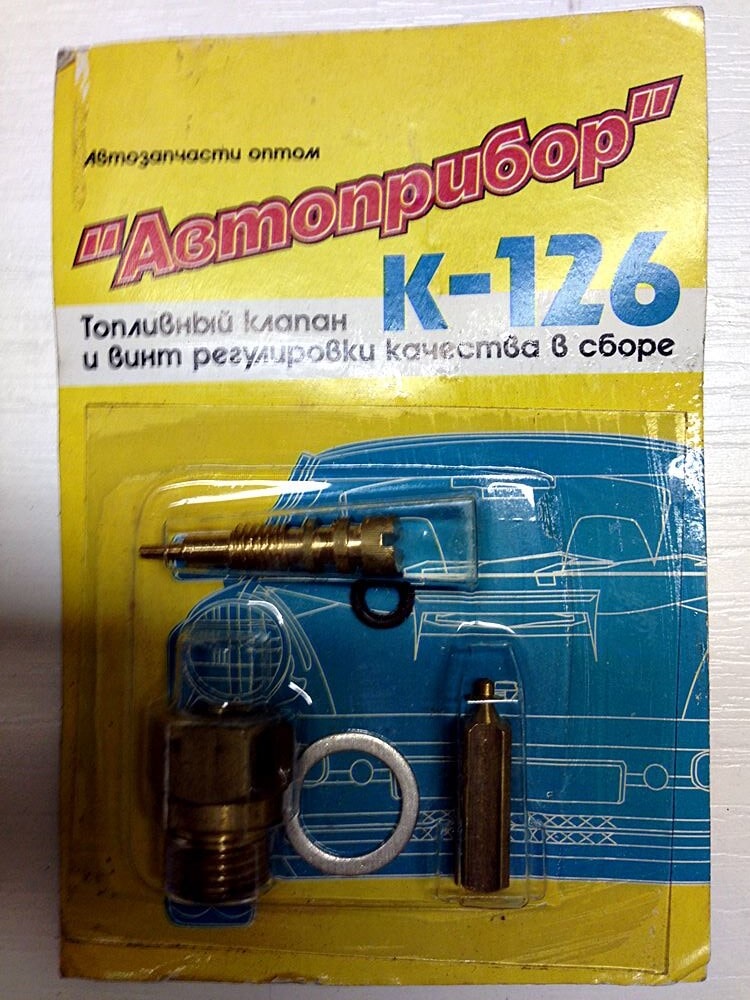 Автозапчасти оптом
"Автоприбор"
К-126
Топливный клапан
и винт регулировки качества в сборе